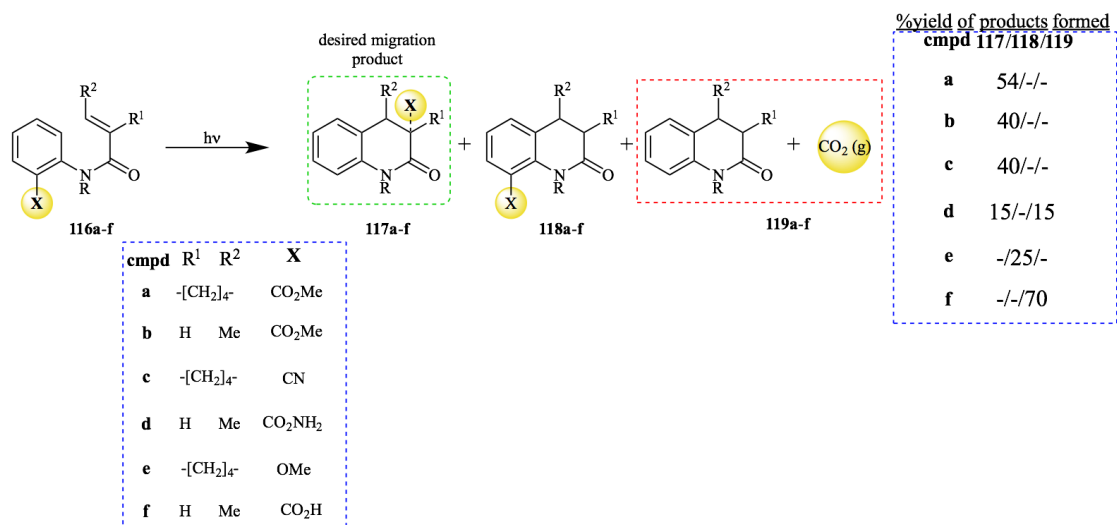 %yield of products formed
cmpd 117/118/119
a 54/-/-
b 40/-/-
c 40/-/-
d 15/-/15
e -/25/-
f -/-/70
desired migration
product
R² R¹ N R O X
116a-f
hν
R² X R¹ N R O
117a-f
+
R² R¹ N R O X
118a-f
+
R² R¹ N R O
+
CO₂ (g)
119a-f
cmpd R¹ R² X
a -[CH₂]₄- CO₂Me
b H Me CO₂Me
c -[CH₂]₄- CN
d H Me CO₂NH₂
e -[CH₂]₄- OMe
f H Me CO₂H